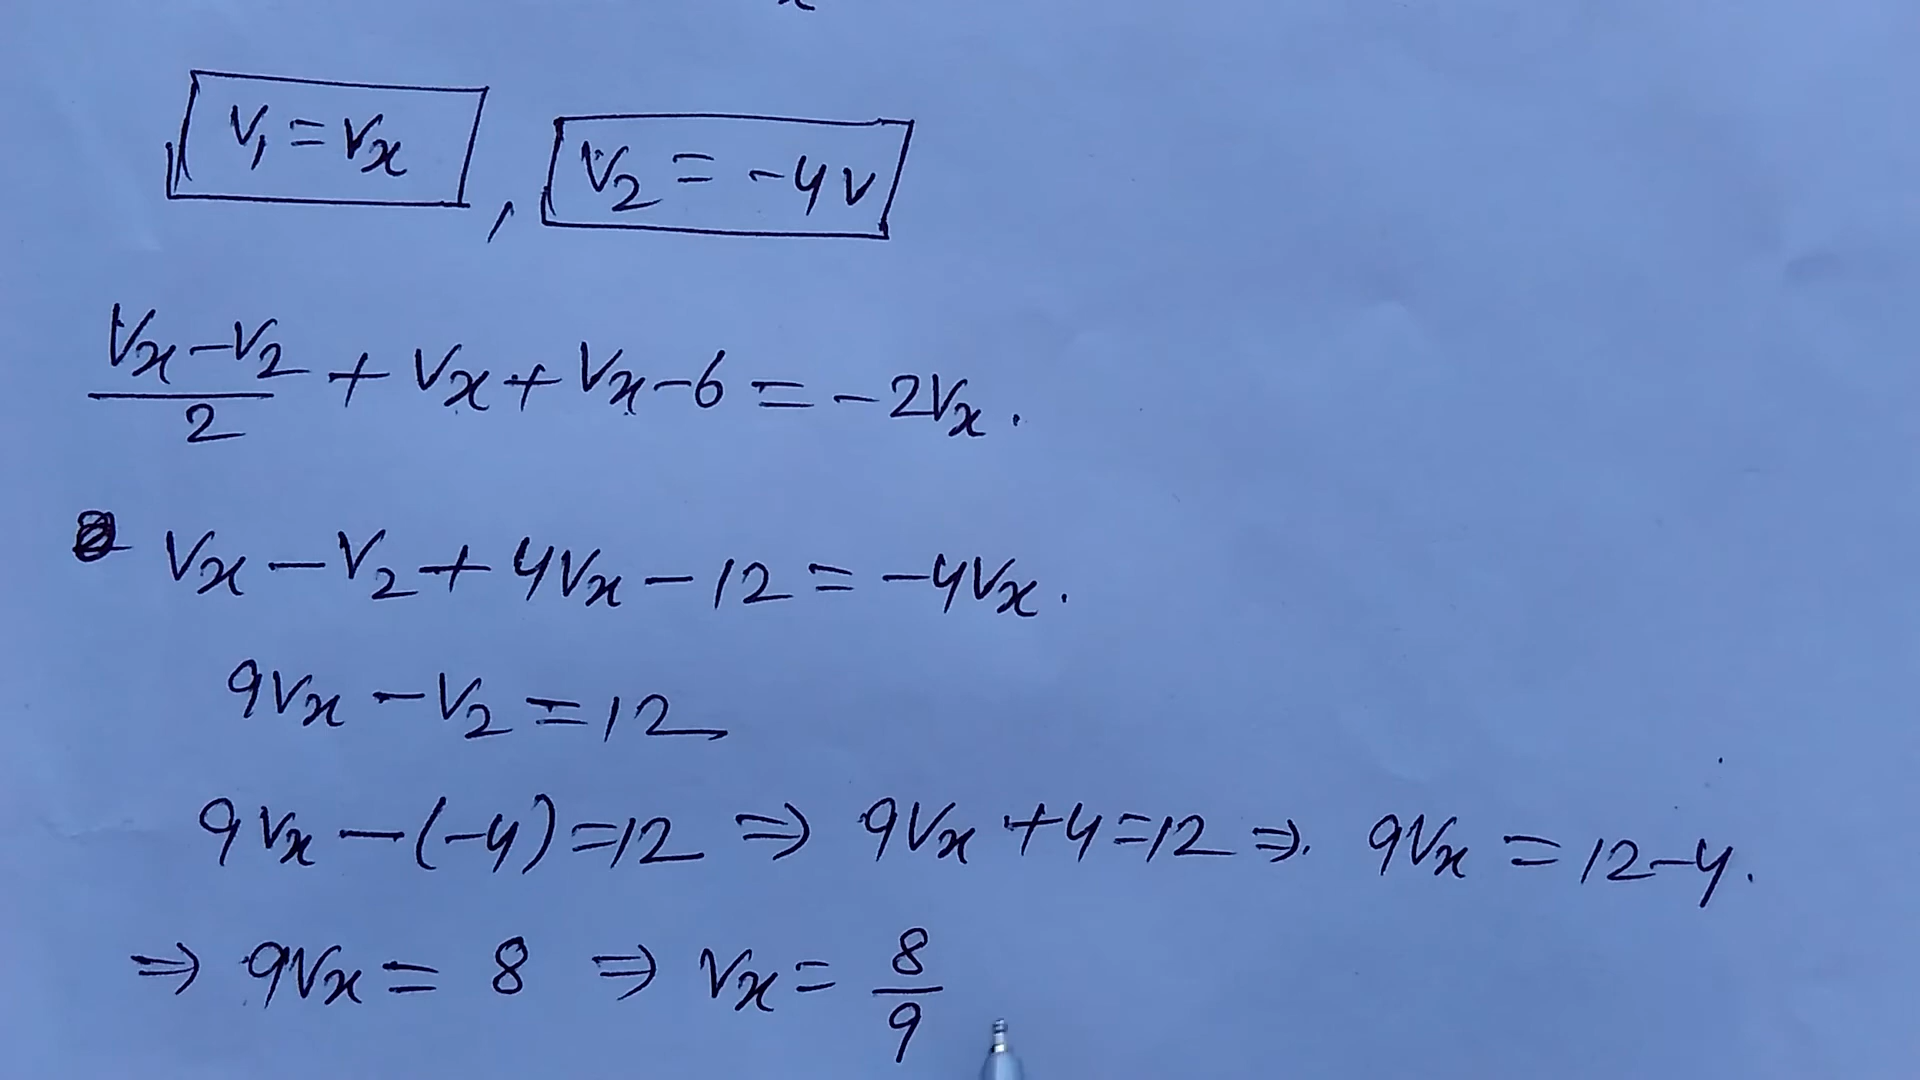 V₁ = Vx , V₂ = -4V
(Vx - V₂)/2 + Vx + Vx - 6 = -2Vx.
Vx - V₂ + 4Vx - 12 = -4Vx.
9Vx - V₂ = 12
9Vx - (-4) = 12 ⇒ 9Vx + 4 = 12 ⇒. 9Vx = 12 - 4.
⇒ 9Vx = 8 ⇒ Vx = 8/9